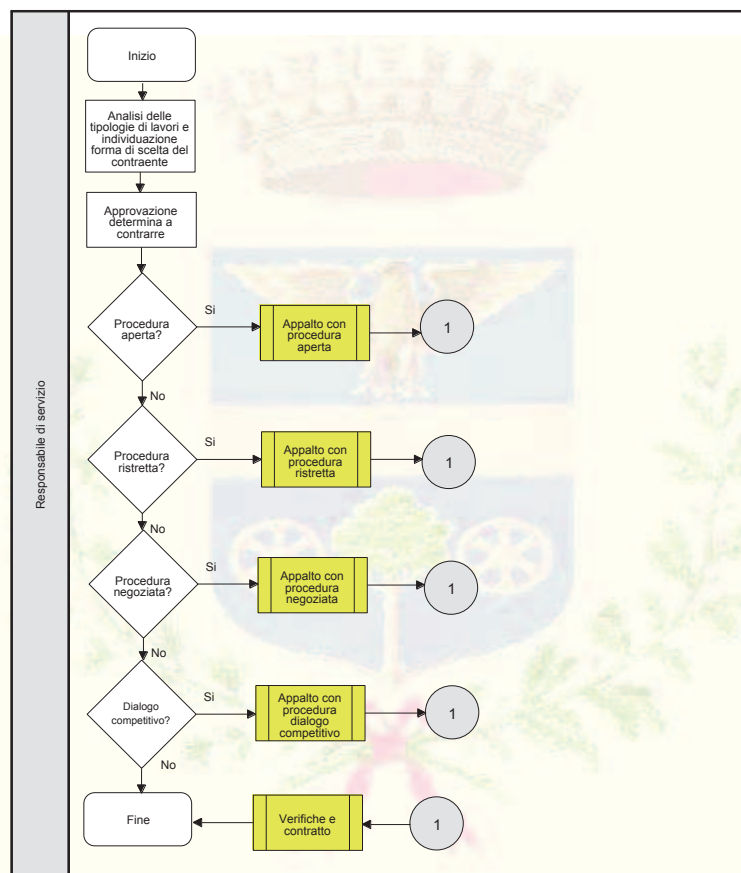 Responsabile di servizio
Inizio
Analisi delle
tipologie di lavori e
individuazione
forma di scelta del
contraente
Approvazione
determina a
contrarre
Procedura
aperta?
Si
Appalto con
procedura
aperta
1
No
Procedura
ristretta?
Si
Appalto con
procedura
ristretta
1
No
Procedura
negoziata?
Si
Appalto con
procedura
negoziata
1
No
Dialogo
competitivo?
Si
Appalto con
procedura
dialogo
competitivo
1
No
Fine
Verifiche e
contratto
1